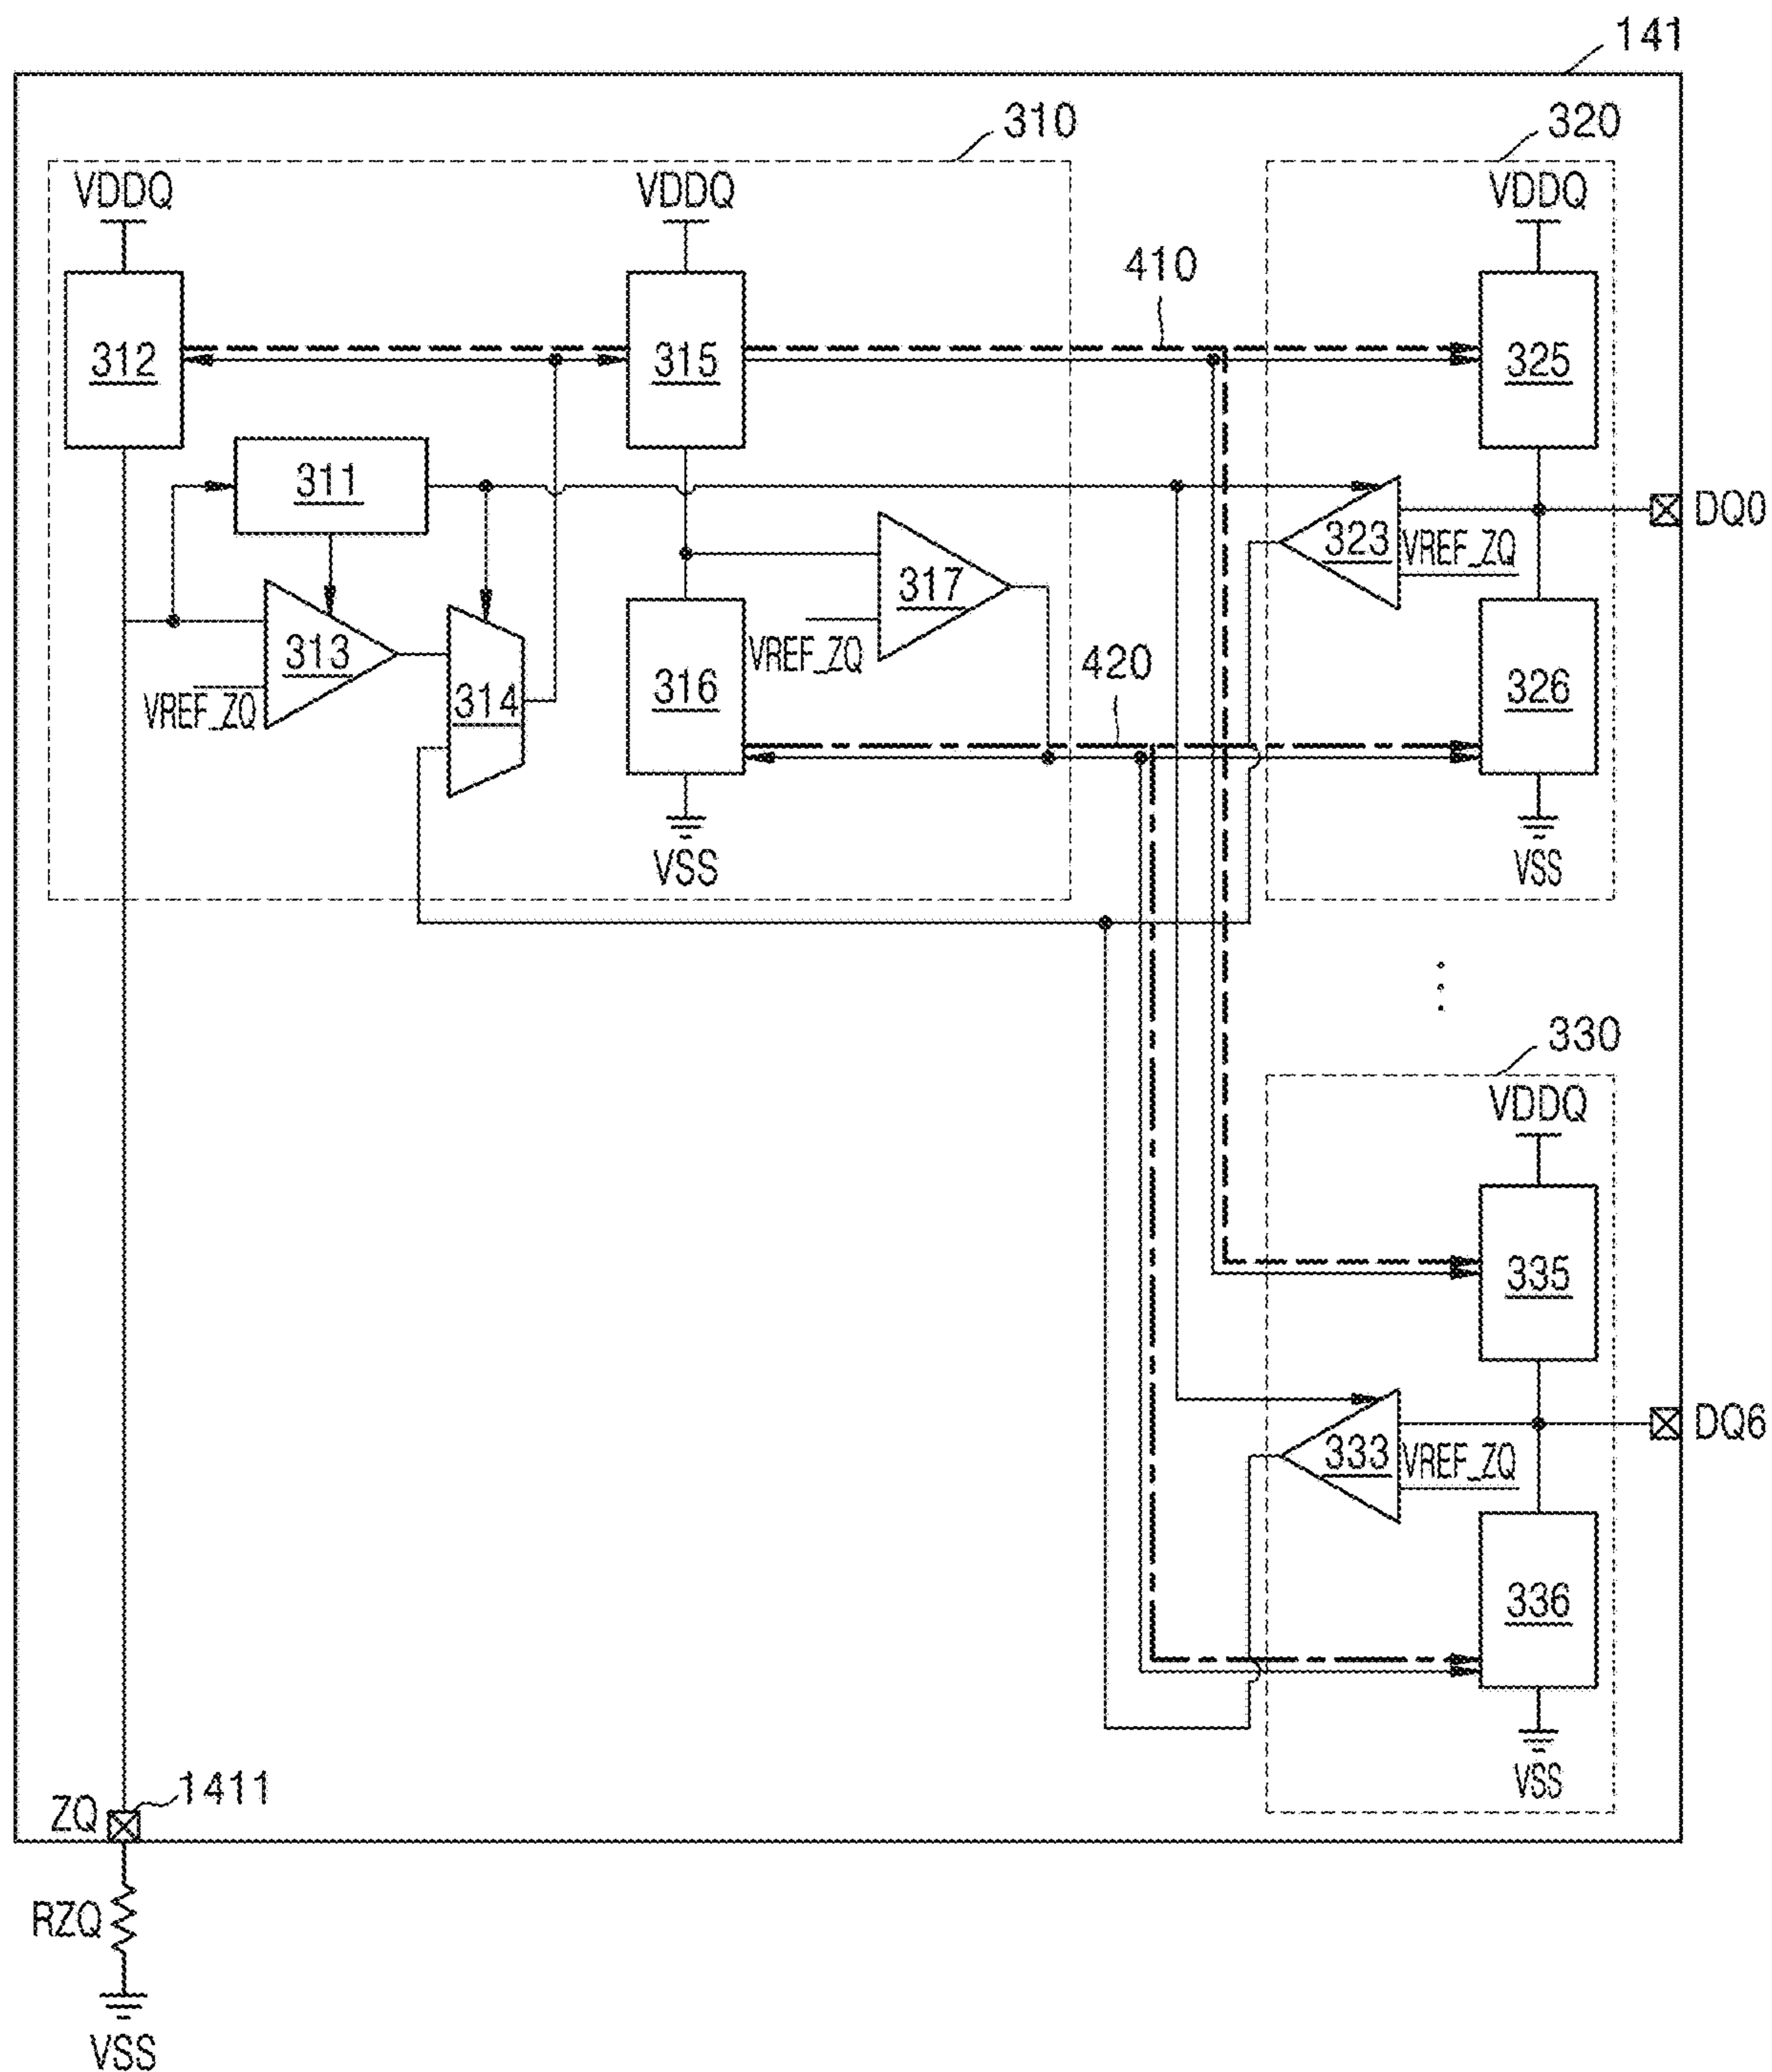 141
310
320
VDDQ
VDDQ
VDDQ
410
312
315
325
311
DQ0
323
VREF_ZQ
317
313
VREF_ZQ
VREF_ZQ
420
314
316
326
VSS
VSS
330
VDDQ
335
DQ6
333
VREF_ZQ
336
VSS
ZQ
1411
RZQ
VSS